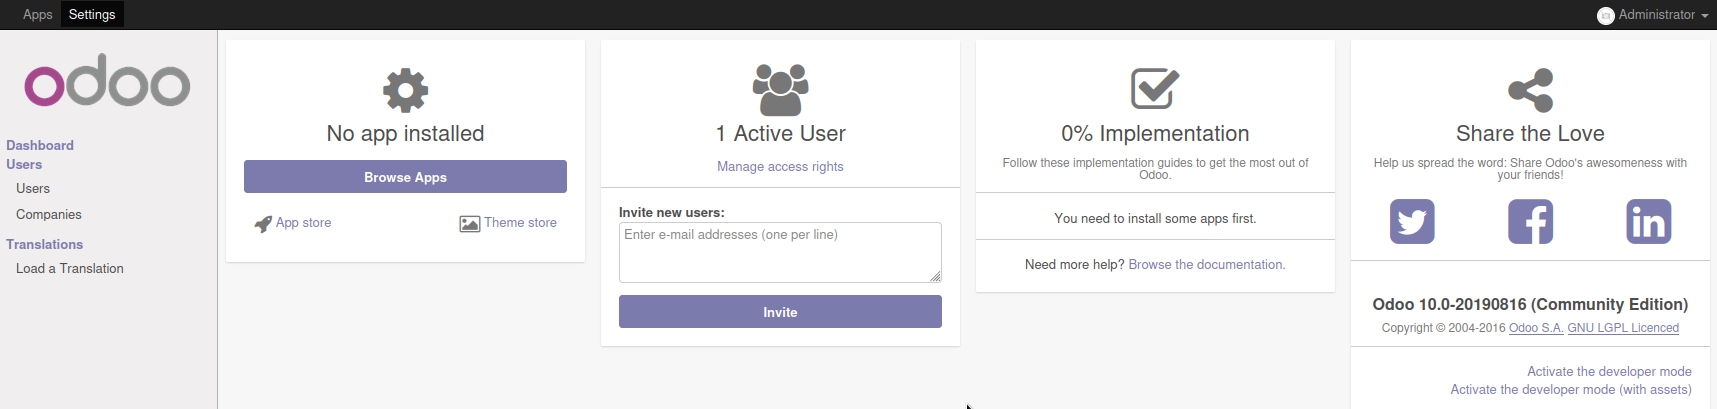 Apps Settings Administrator
odoo
Dashboard
Users
Users
Companies
Translations
Load a Translation
No app installed
Browse Apps
App store Theme store
1 Active User
Manage access rights
Invite new users:
Enter e-mail addresses (one per line)
Invite
0% Implementation
Follow these implementation guides to get the most out of
Odoo.
You need to install some apps first.
Need more help? Browse the documentation.
Share the Love
Help us spread the word: Share Odoo's awesomeness with
your friends!
Odoo 10.0-20190816 (Community Edition)
Copyright © 2004-2016 Odoo S.A. GNU LGPL Licenced
Activate the developer mode
Activate the developer mode (with assets)